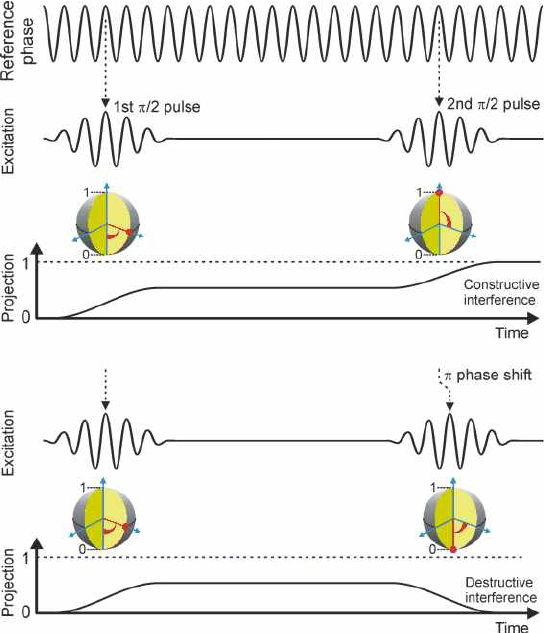 Reference
phase
1st π/2 pulse
2nd π/2 pulse
Excitation
1
0
1
0
Projection
1
0
Constructive
interference
Time
π phase shift
Excitation
1
0
1
0
Projection
1
0
Destructive
interference
Time